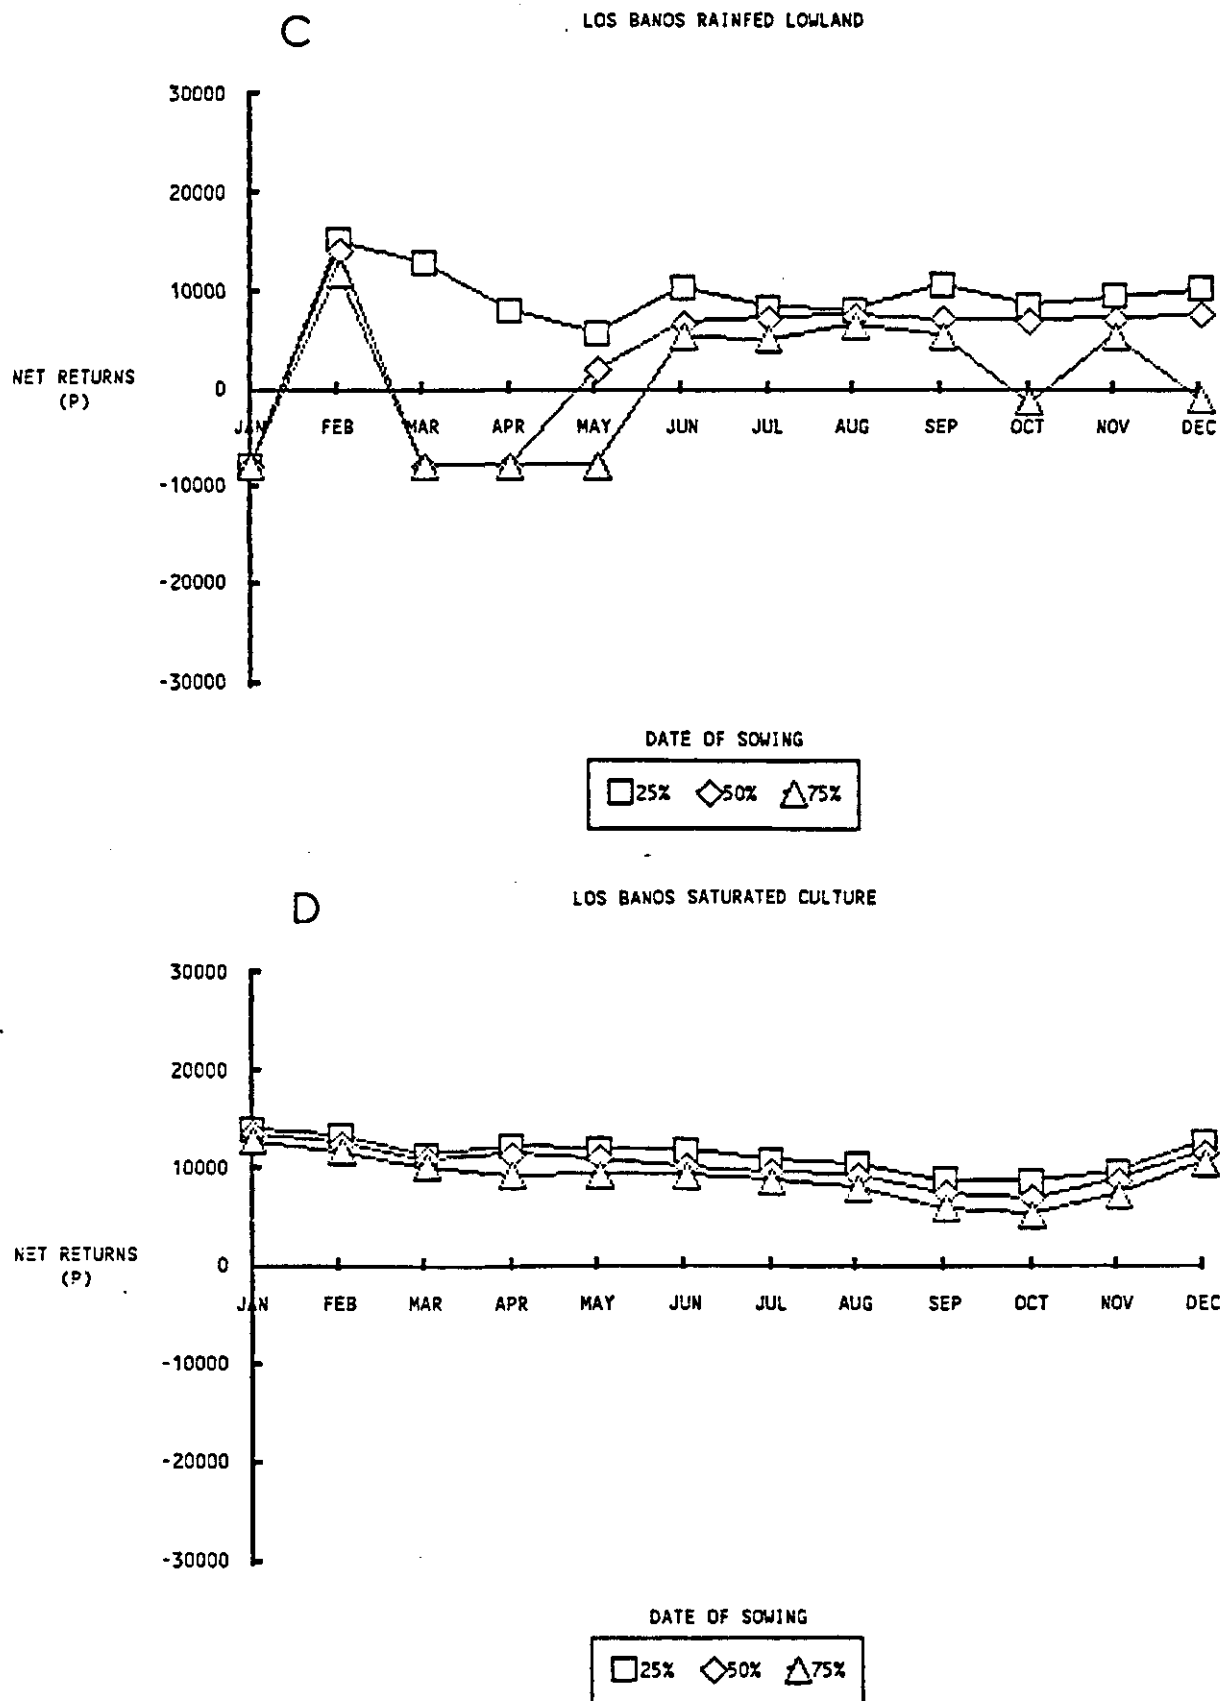 C
LOS BANOS RAINFED LOWLAND
30000
20000
10000
NET RETURNS
(P)
0
JAN FEB MAR APR MAY JUN JUL AUG SEP OCT NOV DEC
-10000
-20000
-30000
DATE OF SOWING
25% 50% 75%
D
LOS BANOS SATURATED CULTURE
30000
20000
10000
NET RETURNS
(P)
0
JAN FEB MAR APR MAY JUN JUL AUG SEP OCT NOV DEC
-10000
-20000
-30000
DATE OF SOWING
25% 50% 75%